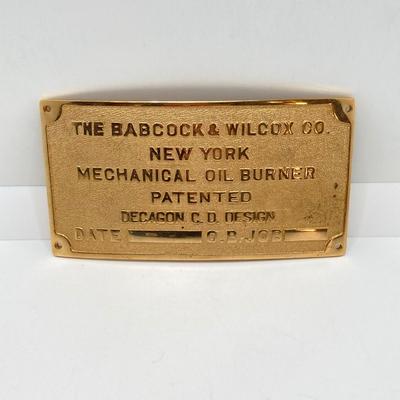 THE BABCOCK & WILCOX CO.
NEW YORK
MECHANICAL OIL BURNER
PATENTED
DECAGON C. D. DESIGN
DATE O.B. JOB